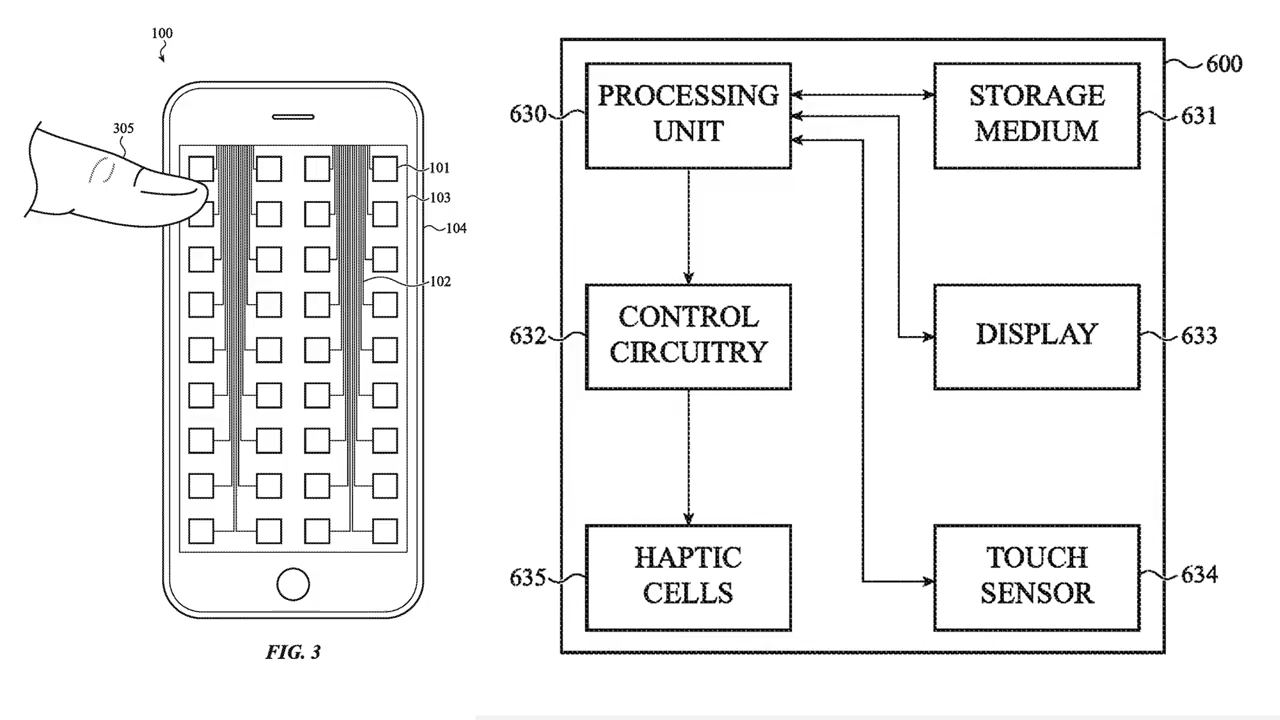 100
305
101
103
104
102
FIG. 3
600
630
PROCESSING
UNIT
STORAGE
MEDIUM
631
632
CONTROL
CIRCUITRY
DISPLAY
633
635
HAPTIC
CELLS
TOUCH
SENSOR
634